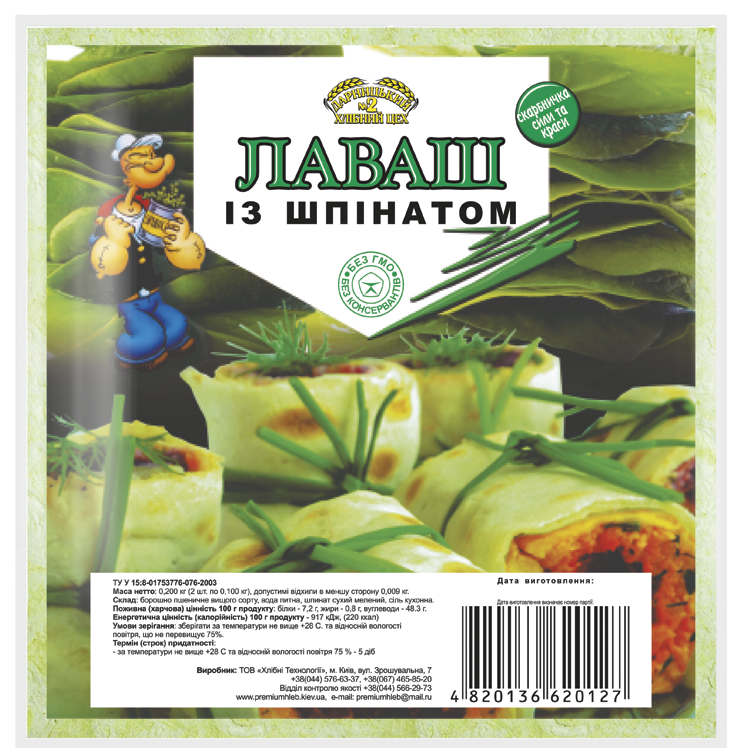 ДАРНИЦЬКИЙ
№2
ХЛІБНИЙ ЦЕХ
скарбничка
сили та
краси
ЛАВАШ
ІЗ ШПІНАТОМ
БЕЗ ГМО
БЕЗ КОНСЕРВАНТІВ
ТУ У 15:8-01753776-076-2003
Маса нетто: 0,200 кг (2 шт. по 0,100 кг), допустимі відхили в меншу сторону 0,009 кг.
Склад: борошно пшеничне вищого сорту, вода питна, шпинат сухий мелений, сіль кухонна.
Поживна (харчова) цінність 100 г продукту: білки - 7,2 г, жири - 0,8 г, вуглеводи - 48.3 г.
Енергетична цінність (калорійність) 100 г продукту - 917 кДж, (220 ккал)
Умови зерігання: зберігати за температури не вище +28 С. та відносній вологості
повітря, що не перевищує 75%.
Термін (строк) придатності:
- за температури не вище +28 С та відносній вологості повітря 75 % - 5 діб
Виробник: ТОВ «Хлібні Технології», м. Київ, вул. Зрошувальна, 7
+38(044) 576-63-37, +38(067) 465-85-20
Відділ контролю якості +38(044) 566-29-73
www.premiumhleb.kiev.ua, e-mail: premiumhleb@mail.ru
Дата виготовлення:
Дата виготовлення визначає номер партії
4 820136 620127